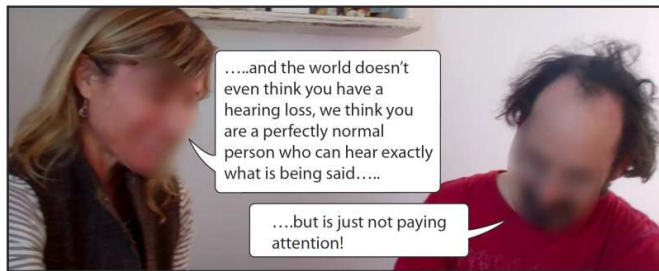 .....and the world doesn't
even think you have a
hearing loss, we think you
are a perfectly normal
person who can hear exactly
what is being said.....
....but is just not paying
attention!